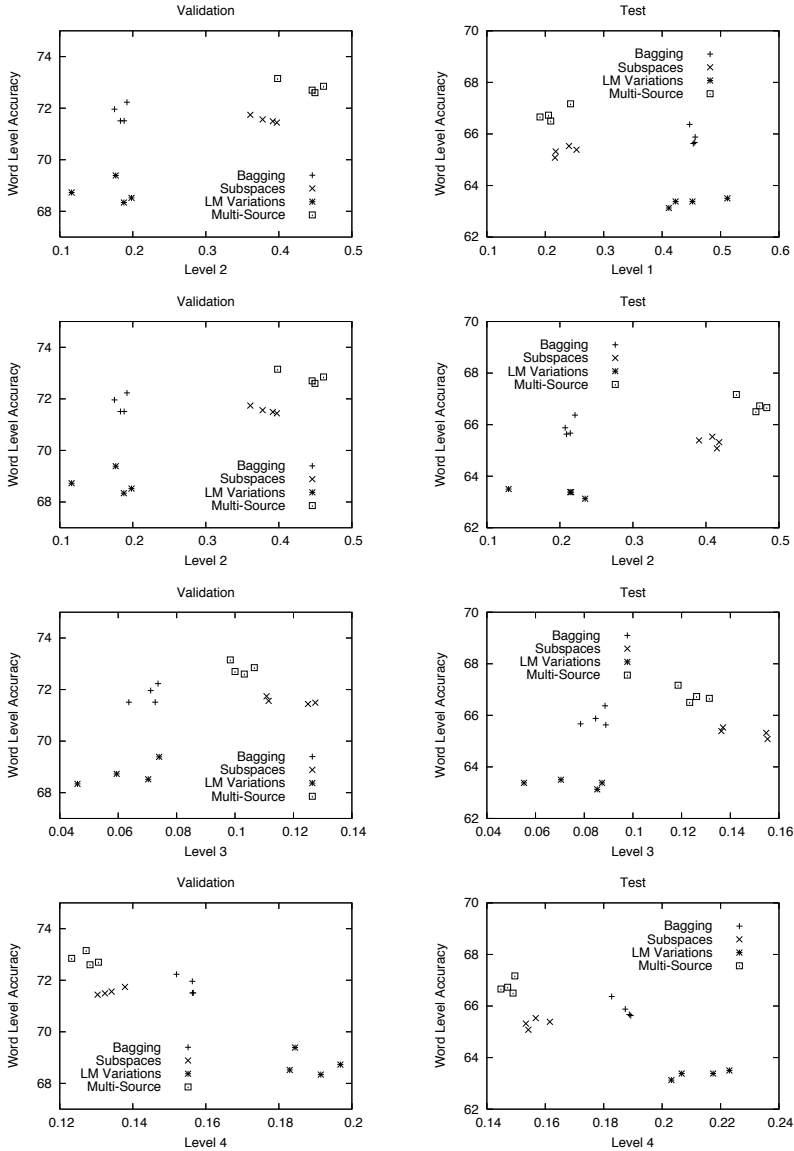 Validation
Word Level Accuracy
74
72
70
68
Bagging
Subspaces
LM Variations
Multi-Source
0.1 0.2 0.3 0.4 0.5
Level 2
Test
Word Level Accuracy
70
68
66
64
62
Bagging
Subspaces
LM Variations
Multi-Source
0.1 0.2 0.3 0.4 0.5 0.6
Level 1
Validation
Word Level Accuracy
74
72
70
68
Bagging
Subspaces
LM Variations
Multi-Source
0.1 0.2 0.3 0.4 0.5
Level 2
Test
Word Level Accuracy
70
68
66
64
62
Bagging
Subspaces
LM Variations
Multi-Source
0.1 0.2 0.3 0.4 0.5
Level 2
Validation
Word Level Accuracy
74
72
70
68
Bagging
Subspaces
LM Variations
Multi-Source
0.04 0.06 0.08 0.1 0.12 0.14
Level 3
Test
Word Level Accuracy
70
68
66
64
62
Bagging
Subspaces
LM Variations
Multi-Source
0.04 0.06 0.08 0.1 0.12 0.14 0.16
Level 3
Validation
Word Level Accuracy
74
72
70
68
Bagging
Subspaces
LM Variations
Multi-Source
0.12 0.14 0.16 0.18 0.2
Level 4
Test
Word Level Accuracy
70
68
66
64
62
Bagging
Subspaces
LM Variations
Multi-Source
0.14 0.16 0.18 0.2 0.22 0.24
Level 4